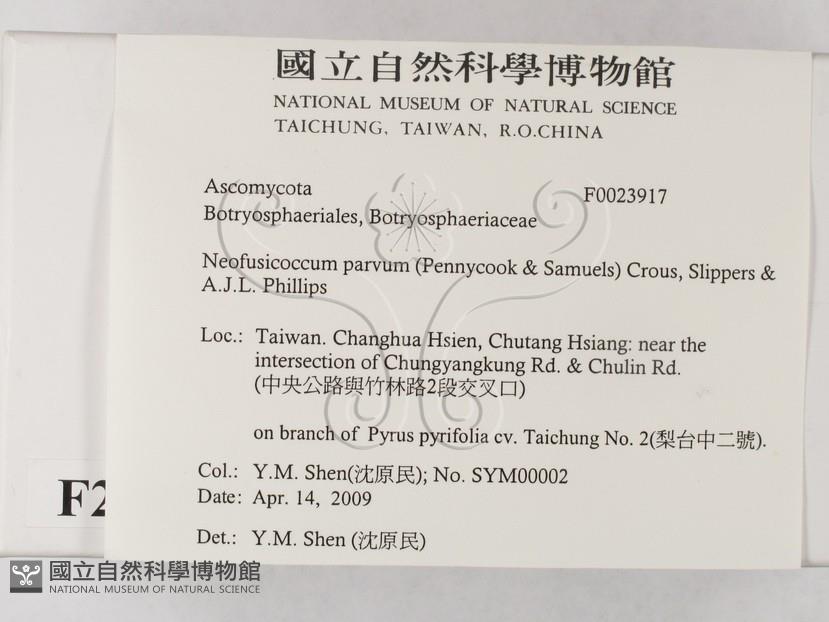 國立自然科學博物館
NATIONAL MUSEUM OF NATURAL SCIENCE
TAICHUNG, TAIWAN, R.O.CHINA
Ascomycota F0023917
Botryosphaeriales, Botryosphaeriaceae
Neofusicoccum parvum (Pennycook & Samuels) Crous, Slippers &
A.J.L. Phillips
Loc.: Taiwan. Changhua Hsien, Chutang Hsiang: near the
intersection of Chungyangkung Rd. & Chulin Rd.
(中央公路與竹林路2段交叉口)
on branch of Pyrus pyrifolia cv. Taichung No. 2(梨台中二號).
Col.: Y.M. Shen(沈原民); No. SYM00002
Date: Apr. 14, 2009
Det.: Y.M. Shen (沈原民)
F2
國立自然科學博物館
NATIONAL MUSEUM OF NATURAL SCIENCE